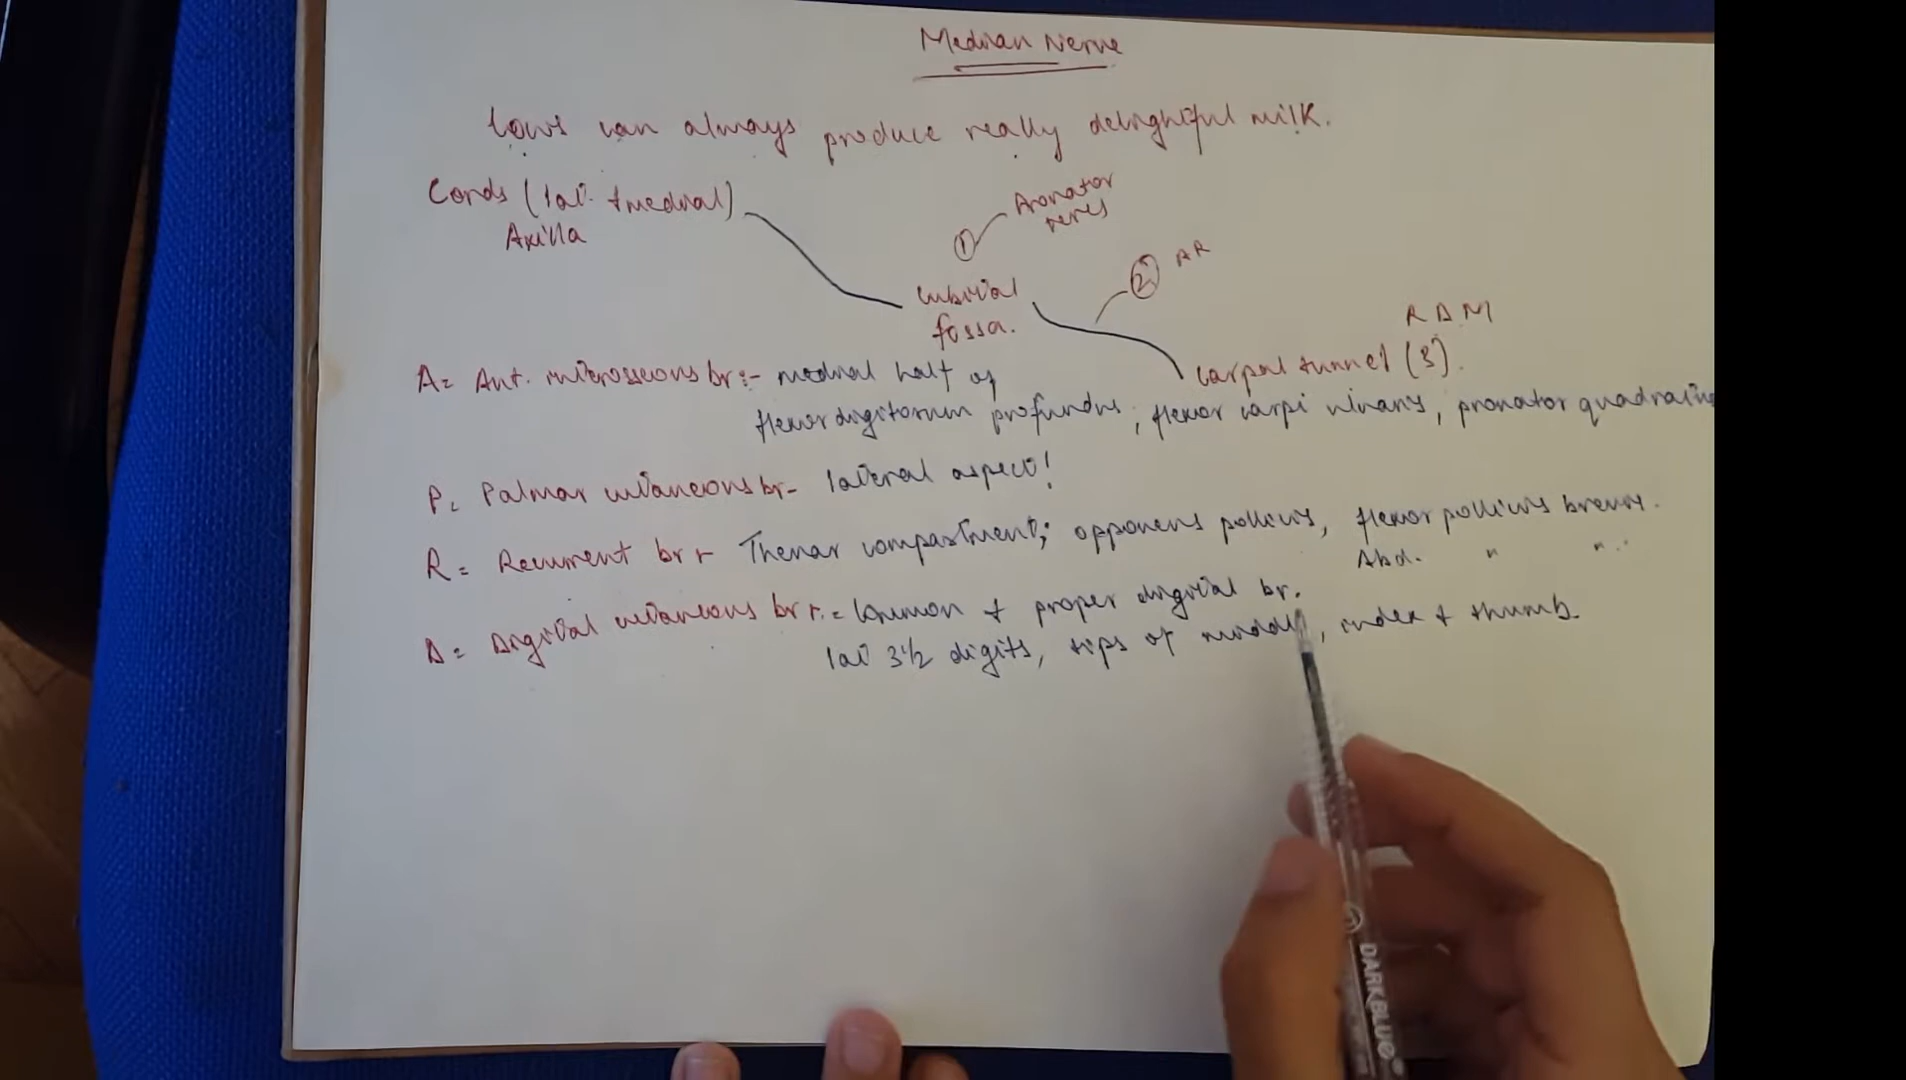 Median Nerve
Cows can always produce really delightful milk.
Cords (lat. + medial)
Axilla
Pronator
teres
①
② AR
Cubital
fossa.
R D M
Carpal tunnel (3).
A= Ant. interosseous br :- medial half of
flexor digitorum profundus, flexor carpi ulnaris, pronator quadratus
P= Palmar cutaneous br- lateral aspect!
R= Recurrent br - Thenar compartment; opponens pollicis, flexor pollicis brevis.
Abd. " "
D= Digital cutaneous br = Common + proper digital br.
lat 3½ digits, tips of middle, index + thumb.
DARKBLUE